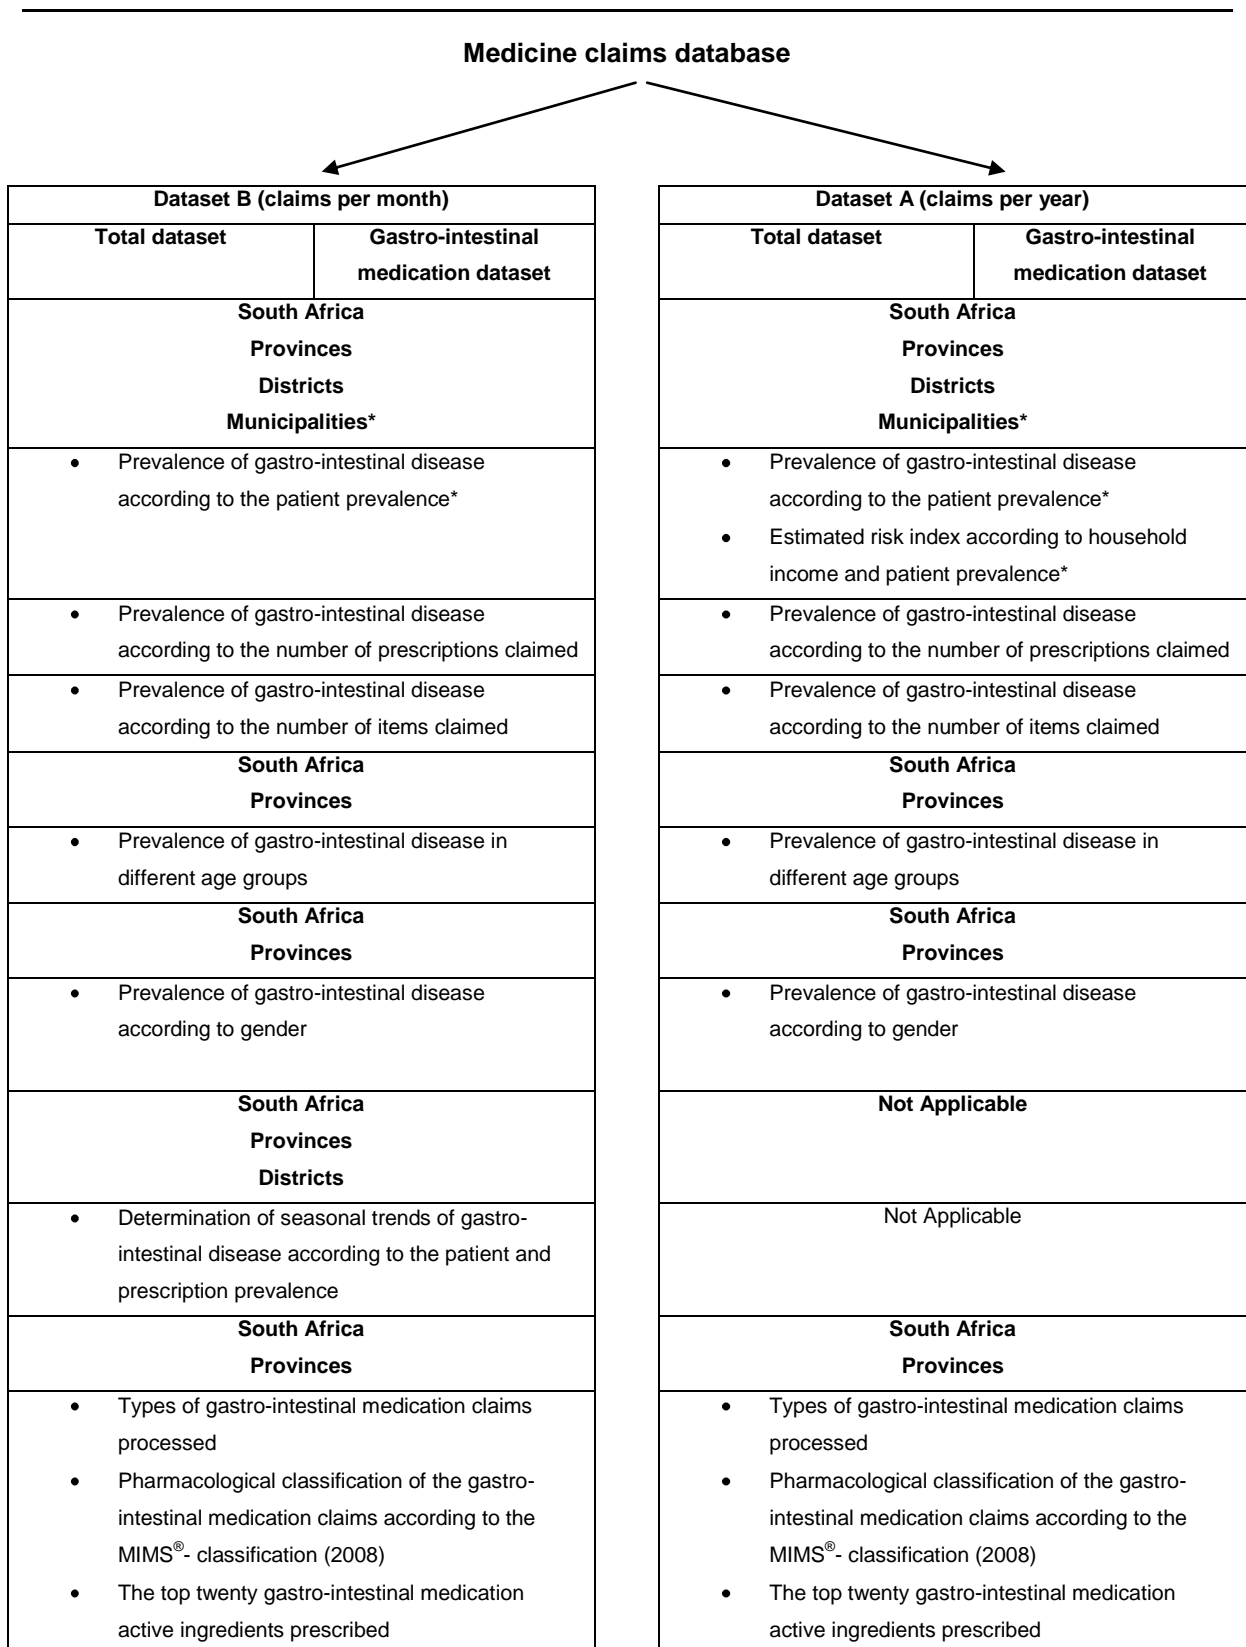 Medicine claims database
Dataset B (claims per month)
Total dataset
Gastro-intestinal
medication dataset
South Africa
Provinces
Districts
Municipalities*
• Prevalence of gastro-intestinal disease
according to the patient prevalence*
• Prevalence of gastro-intestinal disease
according to the number of prescriptions claimed
• Prevalence of gastro-intestinal disease
according to the number of items claimed
South Africa
Provinces
• Prevalence of gastro-intestinal disease in
different age groups
South Africa
Provinces
• Prevalence of gastro-intestinal disease
according to gender
South Africa
Provinces
Districts
• Determination of seasonal trends of gastro-
intestinal disease according to the patient and
prescription prevalence
South Africa
Provinces
• Types of gastro-intestinal medication claims
processed
• Pharmacological classification of the gastro-
intestinal medication claims according to the
MIMS®- classification (2008)
• The top twenty gastro-intestinal medication
active ingredients prescribed
Dataset A (claims per year)
Total dataset
Gastro-intestinal
medication dataset
South Africa
Provinces
Districts
Municipalities*
• Prevalence of gastro-intestinal disease
according to the patient prevalence*
• Estimated risk index according to household
income and patient prevalence*
• Prevalence of gastro-intestinal disease
according to the number of prescriptions claimed
• Prevalence of gastro-intestinal disease
according to the number of items claimed
South Africa
Provinces
• Prevalence of gastro-intestinal disease in
different age groups
South Africa
Provinces
• Prevalence of gastro-intestinal disease
according to gender
Not Applicable
Not Applicable
South Africa
Provinces
• Types of gastro-intestinal medication claims
processed
• Pharmacological classification of the gastro-
intestinal medication claims according to the
MIMS®- classification (2008)
• The top twenty gastro-intestinal medication
active ingredients prescribed